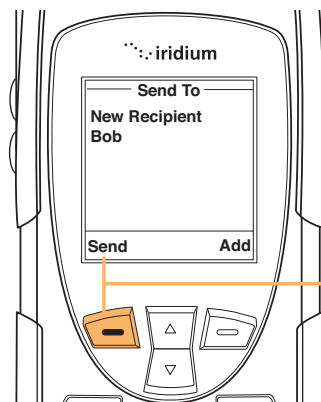 iridium
Send To
New Recipient
Bob
Send Add